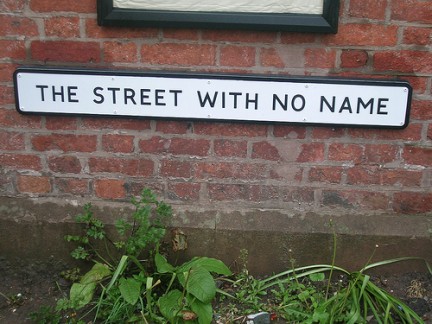 THE STREET WITH NO NAME